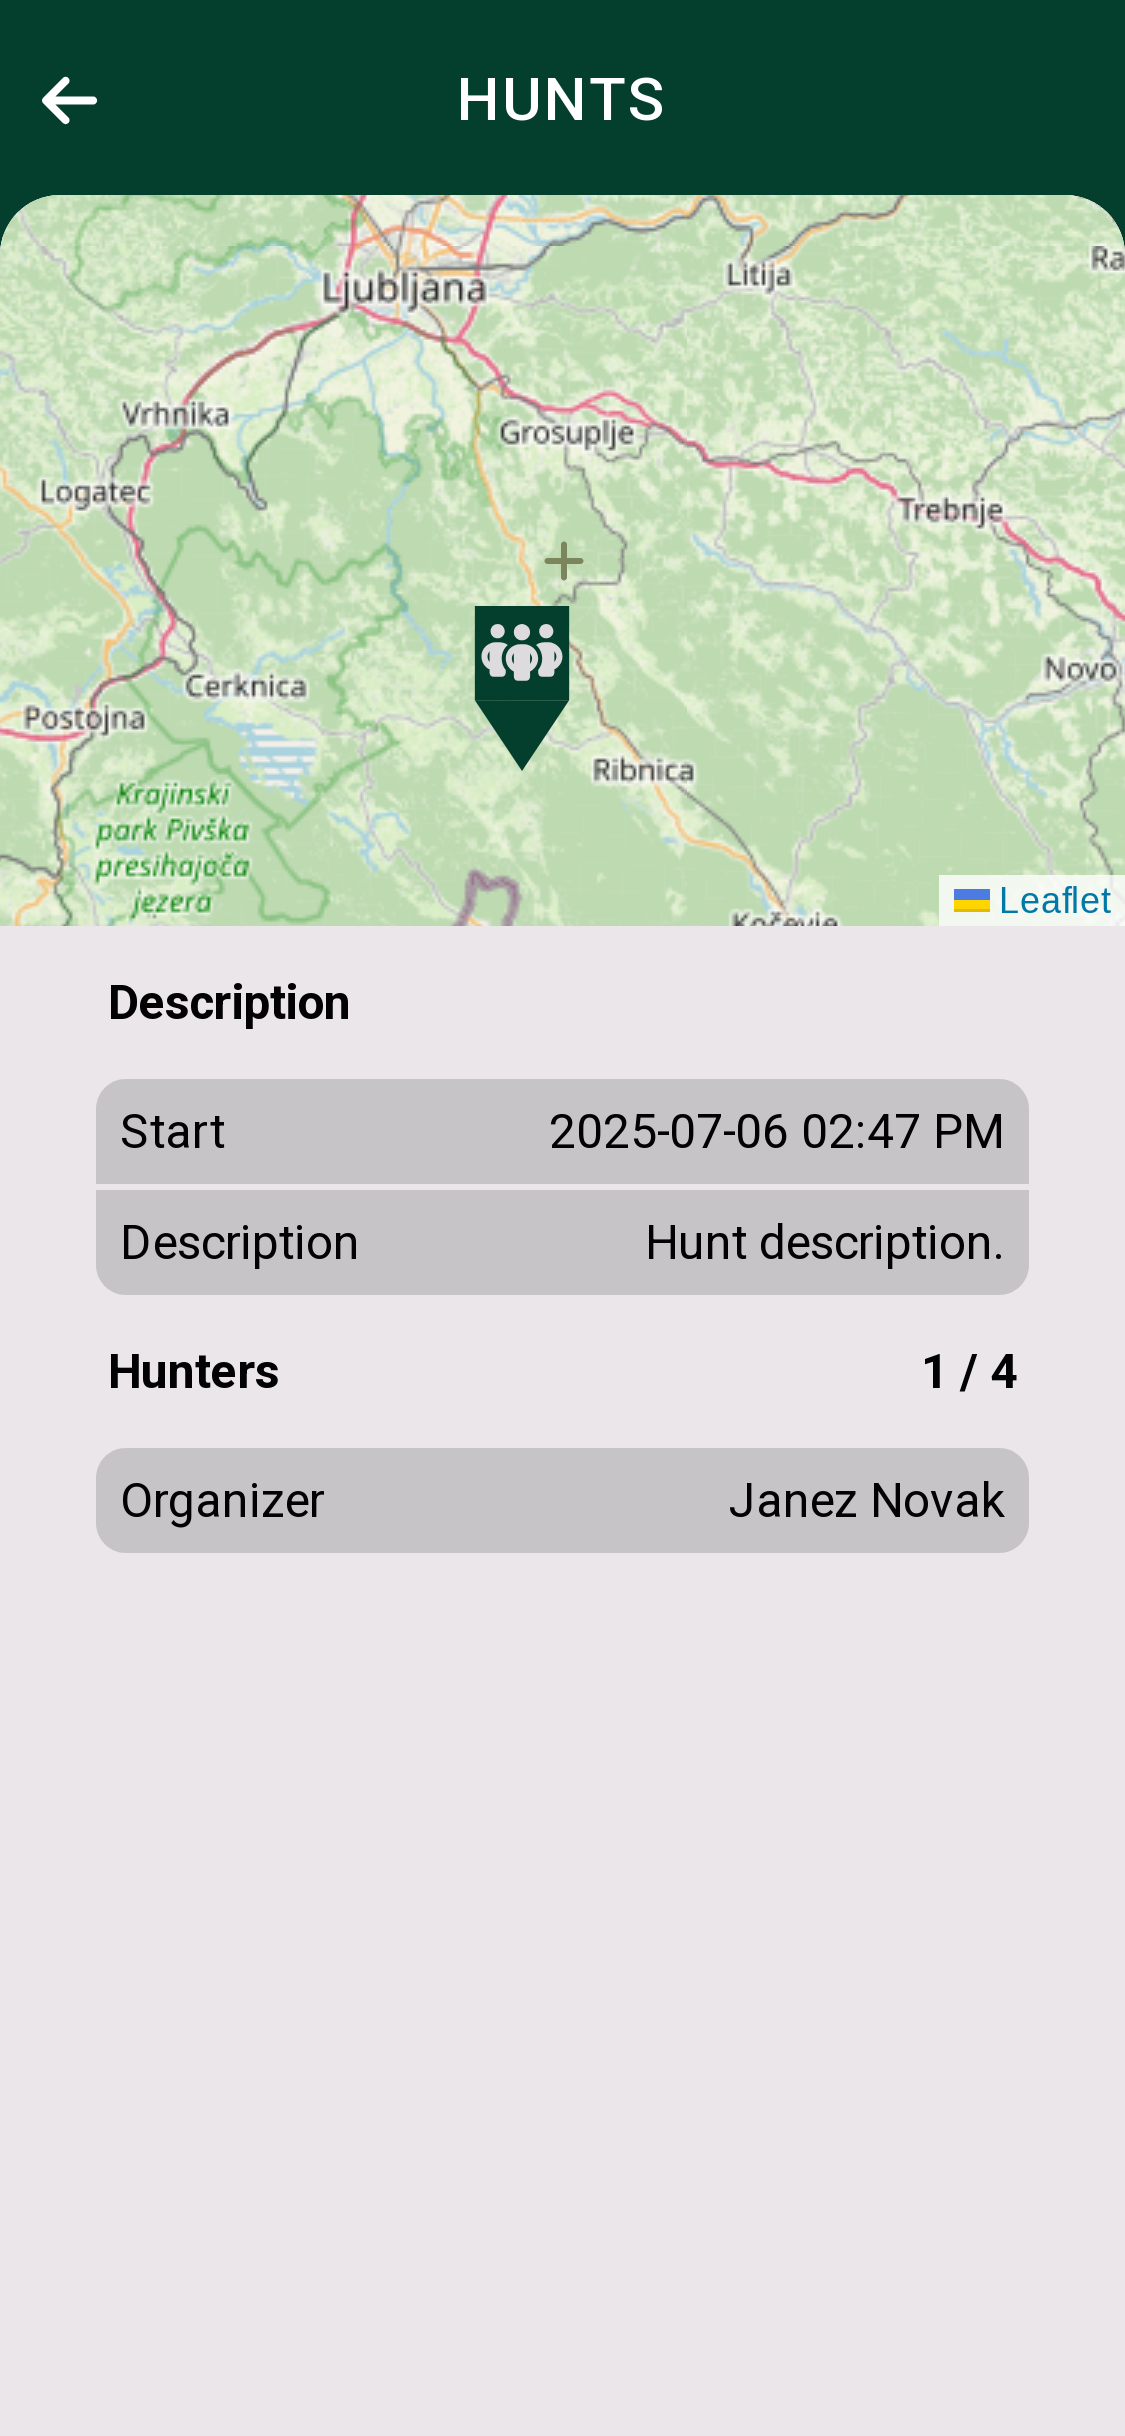 HUNTS
Ljubljana
Litija
Ra
Vrhnika
Grosuplje
Logatec
Trebnje
Cerknica
Novo
Postojna
Ribnica
Krajinski
park Pivška
presihajoča
jezera
Kočevje
Leaflet
Description
Start 2025-07-06 02:47 PM
Description Hunt description.
Hunters 1 / 4
Organizer Janez Novak